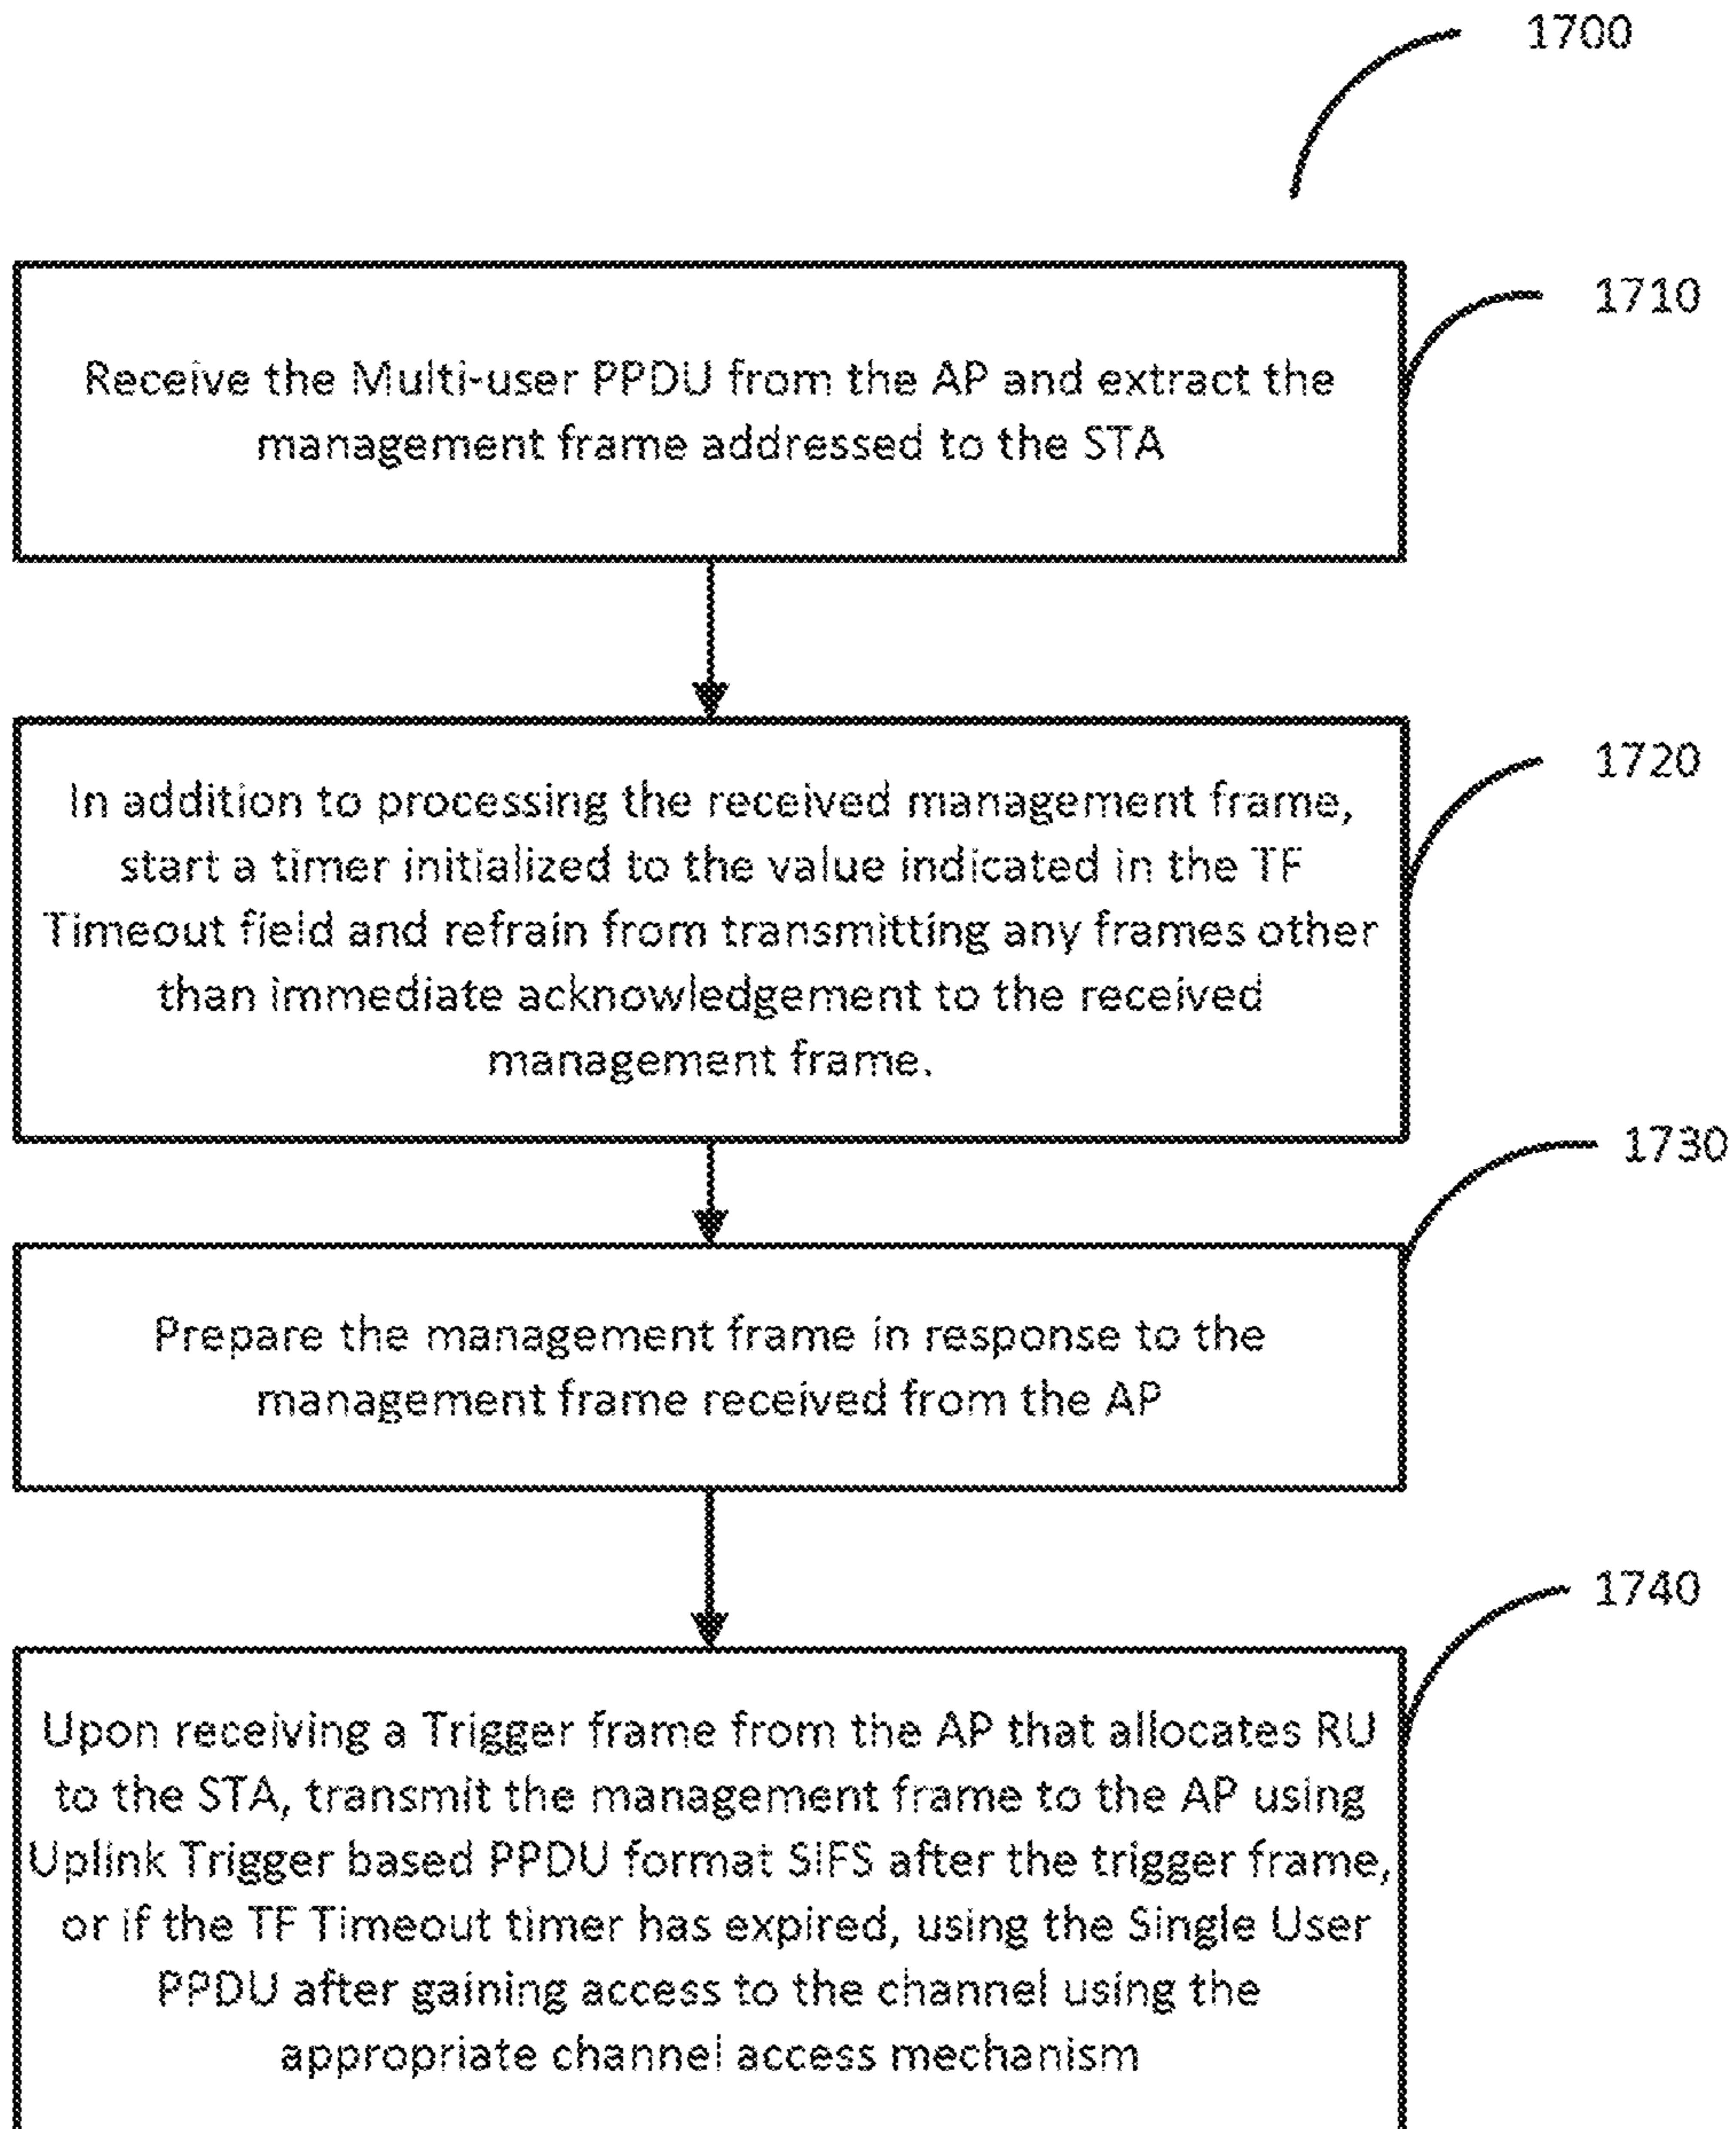 1700
1710
Receive the Multi-user PPDU from the AP and extract the
management frame addressed to the STA
1720
In addition to processing the received management frame,
start a timer initialized to the value indicated in the TF
Timeout field and refrain from transmitting any frames other
than immediate acknowledgement to the received
management frame.
1730
Prepare the management frame in response to the
management frame received from the AP
1740
Upon receiving a Trigger frame from the AP that allocates RU
to the STA, transmit the management frame to the AP using
Uplink Trigger based PPDU format SIFS after the trigger frame,
or if the TF Timeout timer has expired, using the Single User
PPDU after gaining access to the channel using the
appropriate channel access mechanism